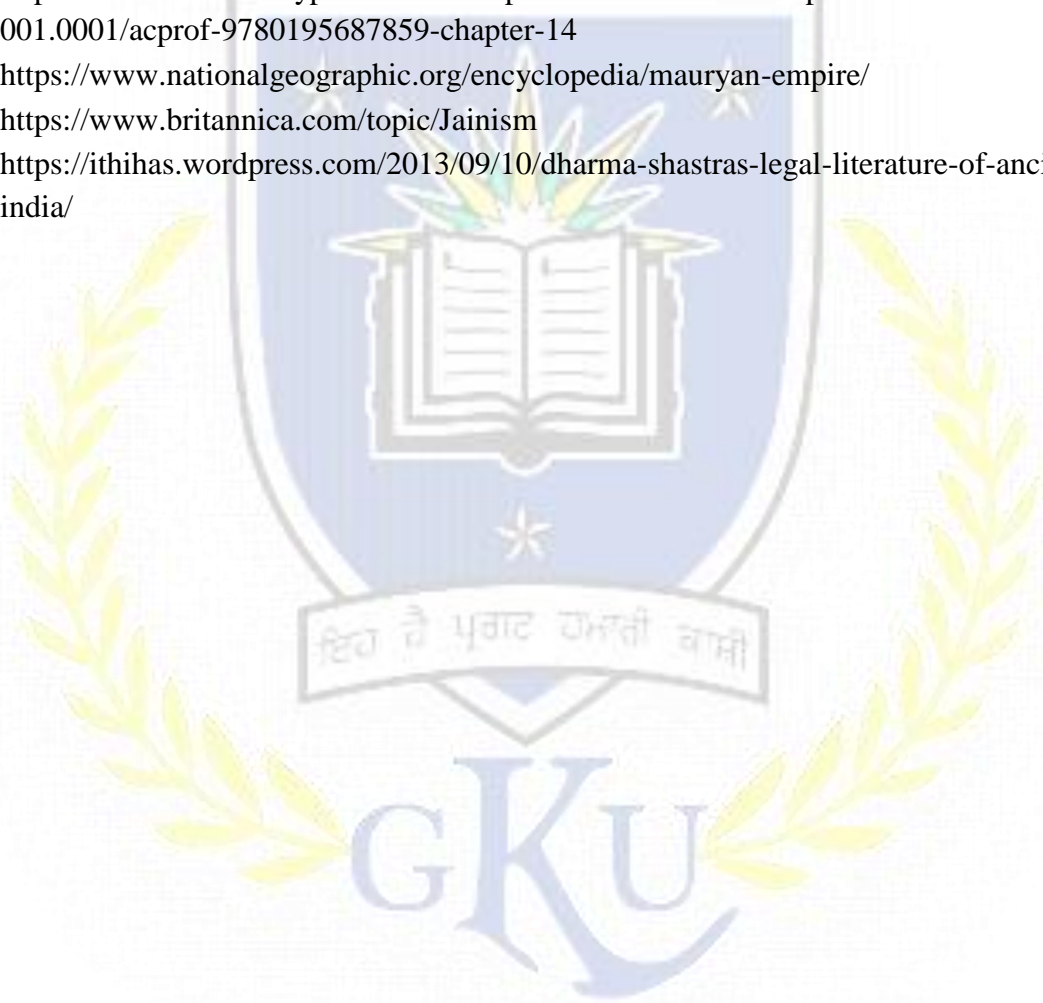 001.0001/acprof-9780195687859-chapter-14
https://www.nationalgeographic.org/encyclopedia/mauryan-empire/
https://www.britannica.com/topic/Jainism
https://ithihas.wordpress.com/2013/09/10/dharma-shastras-legal-literature-of-anci
india/
ਇਹ ਹੈ ਪ੍ਰਗਟ ਹਮਾਰੀ ਕਾਸੀ
GKU